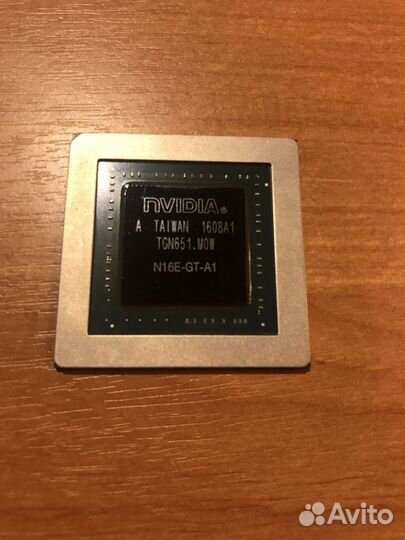 nVIDIA®
A TAIWAN 1608A1
TGN651.M0W
N16E-GT-A1
Avito